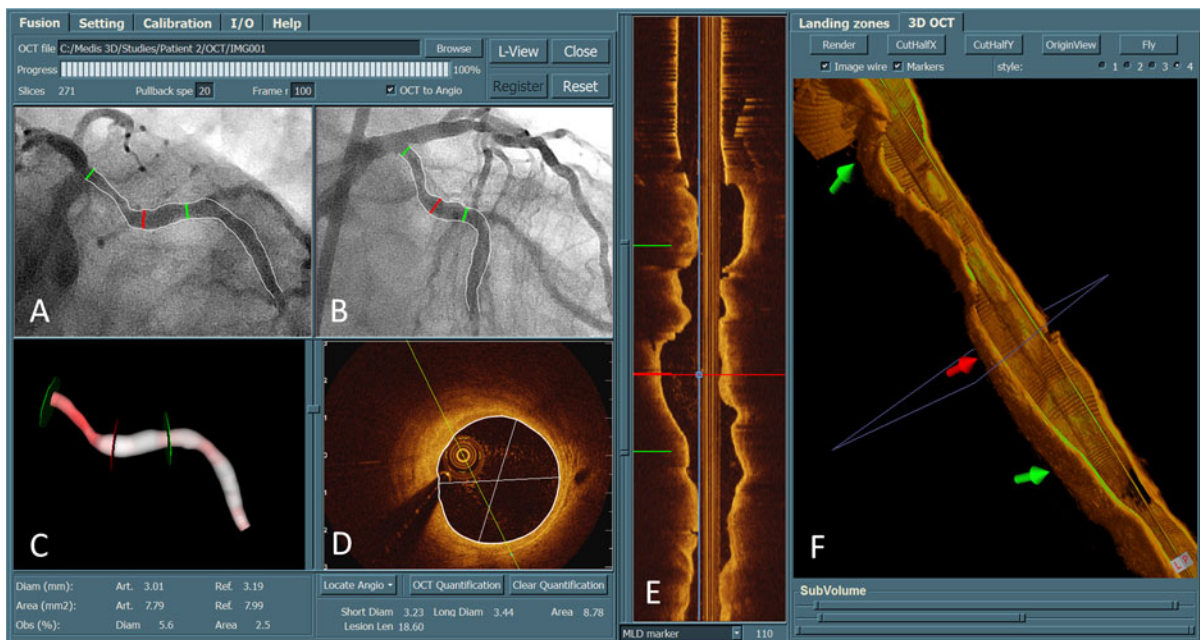 Fusion Setting Calibration I/O Help
OCT file C:/Medis 3D/Studies/Patient 2/OCT/IMG001 Browse L-View Close
Progress 100%
Slices 271 Pullback spe 20 Frame r 100 OCT to Angio Register Reset
A
B
C
D
Diam (mm): Art. 3.01 Ref. 3.19
Area (mm2): Art. 7.79 Ref. 7.99
Obs (%): Diam 5.6 Area 2.5
Locate Angio OCT Quantification Clear Quantification
Short Diam 3.23 Long Diam 3.44 Area 8.78
Lesion Len 18.60
E
MLD marker 110
Landing zones 3D OCT
Render CutHalfX CutHalfY OriginView Fly
Image wire Markers style: 1 2 3 4
F
L P
SubVolume